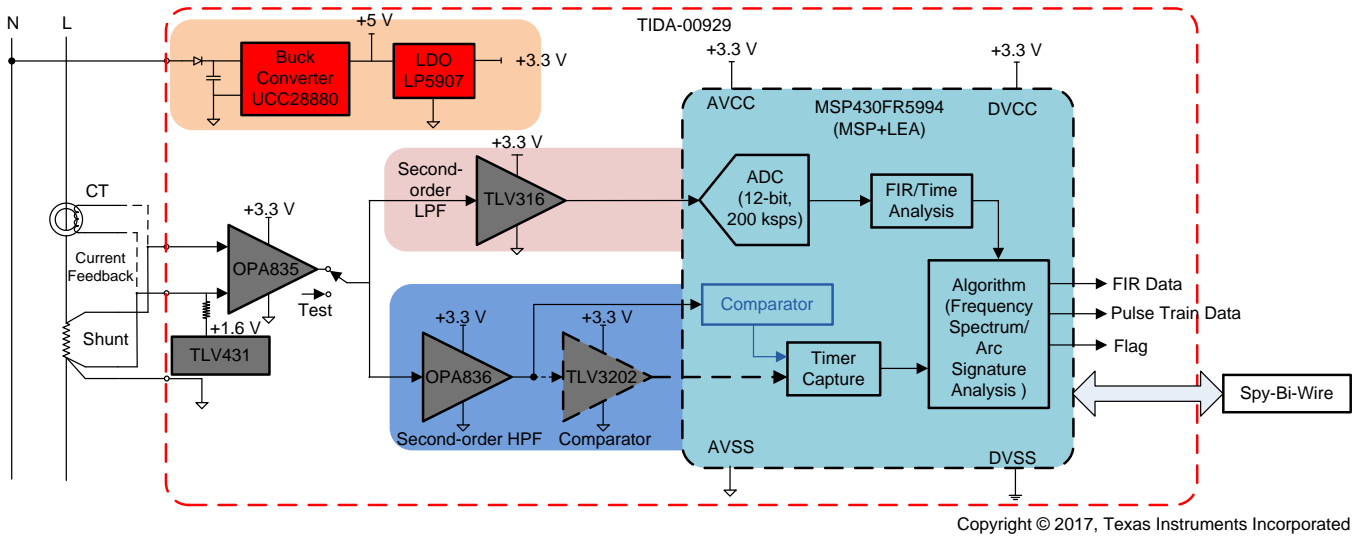 N
L
TIDA-00929
+5 V
Buck
Converter
UCC28880
LDO
LP5907
+3.3 V
+3.3 V
+3.3 V
AVCC
MSP430FR5994
(MSP+LEA)
DVCC
Second-
order
LPF
+3.3 V
TLV316
ADC
(12-bit,
200 ksps)
FIR/Time
Analysis
CT
Current
Feedback
+3.3 V
OPA835
Test
Shunt
+1.6 V
TLV431
+3.3 V
OPA836
Second-order HPF
+3.3 V
TLV3202
Comparator
Comparator
Timer
Capture
Algorithm
(Frequency
Spectrum/
Arc
Signature
Analysis )
FIR Data
Pulse Train Data
Flag
Spy-Bi-Wire
AVSS
DVSS
Copyright © 2017, Texas Instruments Incorporated